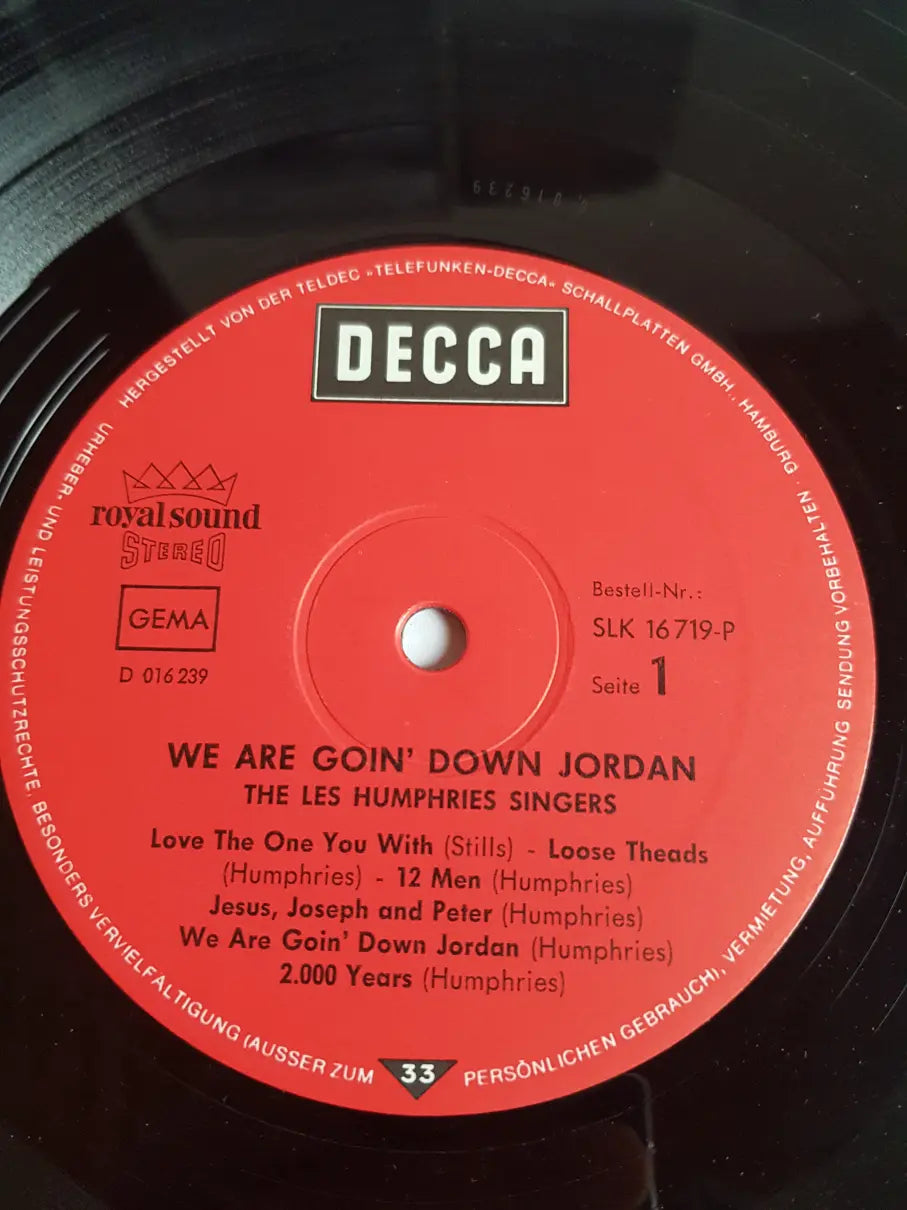 016239
HERGESTELLT VON DER TELDEC »TELEFUNKEN-DECCA« SCHALLPLATTEN GMBH., HAMBURG · URHEBER- UND LEISTUNGSSCHUTZRECHTE, BESONDERS VERVIELFÄLTIGUNG (AUSSER ZUM PERSÖNLICHEN GEBRAUCH), VERMIETUNG, AUFFÜHRUNG SENDUNG VORBEHALTEN ·
DECCA
royal sound
STEREO
GEMA
D 016 239
Bestell-Nr.:
SLK 16 719-P
Seite 1
WE ARE GOIN' DOWN JORDAN
THE LES HUMPHRIES SINGERS
Love The One You With (Stills) - Loose Theads
(Humphries) - 12 Men (Humphries)
Jesus, Joseph and Peter (Humphries)
We Are Goin' Down Jordan (Humphries)
2.000 Years (Humphries)
33